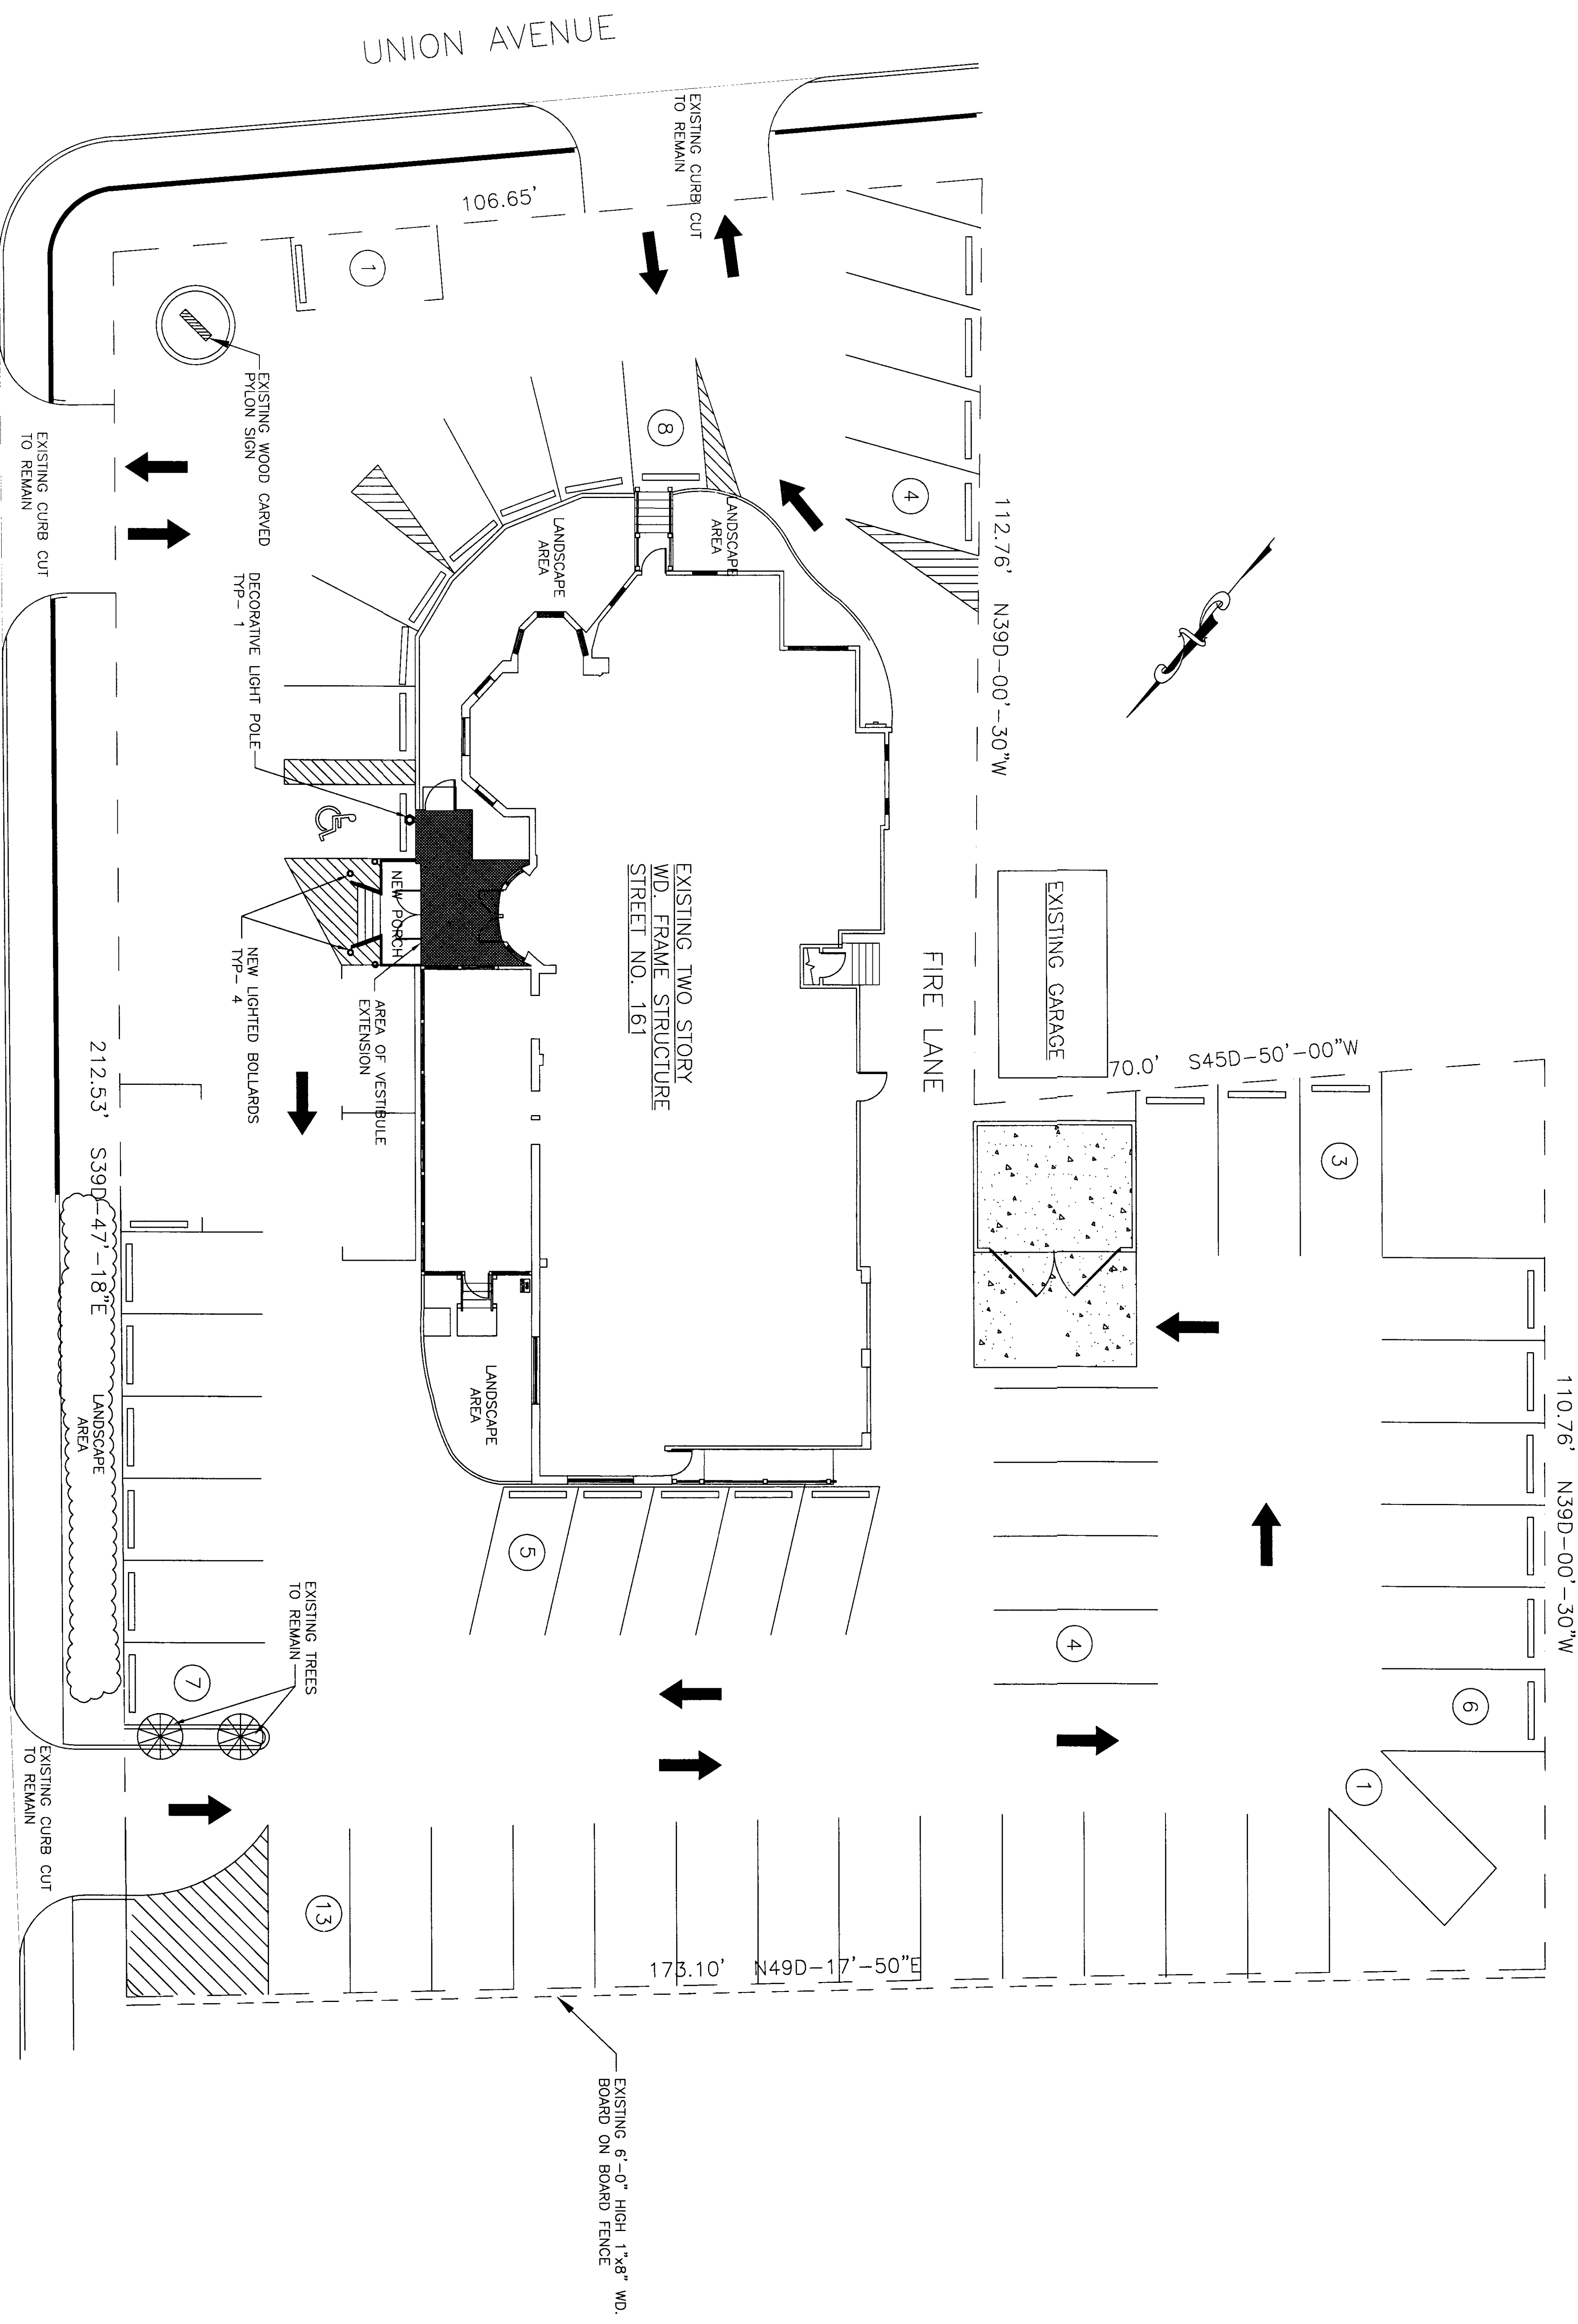 UNION AVENUE
EXISTING CURB CUT
TO REMAIN
106.65'
1
EXISTING WOOD CARVED
PYLON SIGN
EXISTING CURB CUT
TO REMAIN
8
4
112.76' N39D-00'-30"W
LANDSCAPE
AREA
LANDSCAPE
AREA
DECORATIVE LIGHT POLE
TYP- 1
NEW PORCH
EXISTING TWO STORY
WD. FRAME STRUCTURE
STREET NO. 161
FIRE LANE
EXISTING GARAGE
70.0' S45D-50'-00"W
NEW LIGHTED BOLLARDS
TYP- 4
AREA OF VESTIBULE
EXTENSION
212.53' S39D-47'-18"E
3
LANDSCAPE
AREA
LANDSCAPE
AREA
110.76' N39D-00'-30"W
5
4
6
7
EXISTING TREES
TO REMAIN
1
EXISTING CURB CUT
TO REMAIN
13
173.10' N49D-17'-50"E
EXISTING 6'-0" HIGH 1"x8" WD.
BOARD ON BOARD FENCE